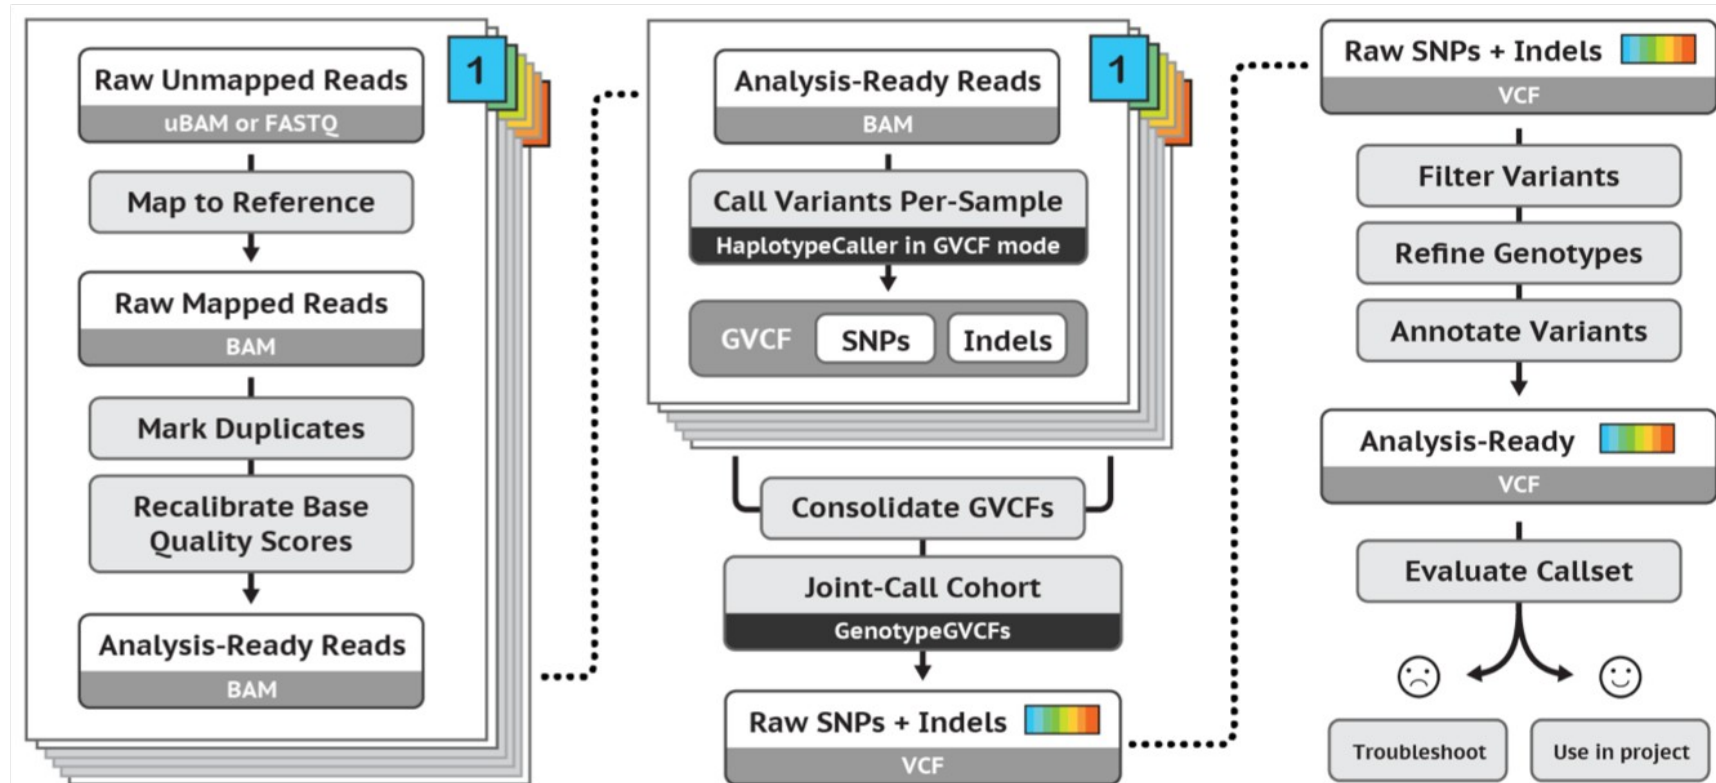 Raw Unmapped Reads
uBAM or FASTQ
Map to Reference
Raw Mapped Reads
BAM
Mark Duplicates
Recalibrate Base
Quality Scores
Analysis-Ready Reads
BAM
1
Analysis-Ready Reads
BAM
Call Variants Per-Sample
HaplotypeCaller in GVCF mode
GVCF SNPs Indels
1
Consolidate GVCFs
Joint-Call Cohort
GenotypeGVCFs
Raw SNPs + Indels
VCF
Raw SNPs + Indels
VCF
Filter Variants
Refine Genotypes
Annotate Variants
Analysis-Ready
VCF
Evaluate Callset
Troubleshoot
Use in project